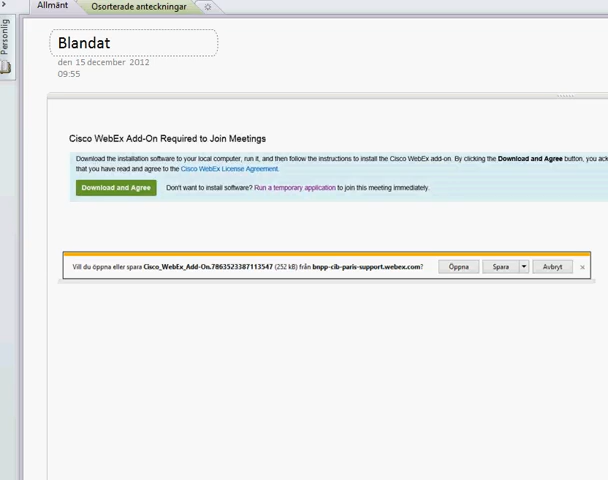 Allmänt
Osorterade anteckningar
Personlig
Blandat
den 15 december 2012
09:55
Cisco WebEx Add-On Required to Join Meetings
Download the installation software to your local computer, run it, and then follow the instructions to install the Cisco WebEx add-on. By clicking the Download and Agree button, you ack
that you have read and agree to the Cisco WebEx License Agreement.
Download and Agree Don't want to install software? Run a temporary application to join this meeting immediately.
Vill du öppna eller spara Cisco_WebEx_Add-On.7863523387113547 (252 kB) från bnpp-cib-paris-support.webex.com? Öppna Spara Avbryt